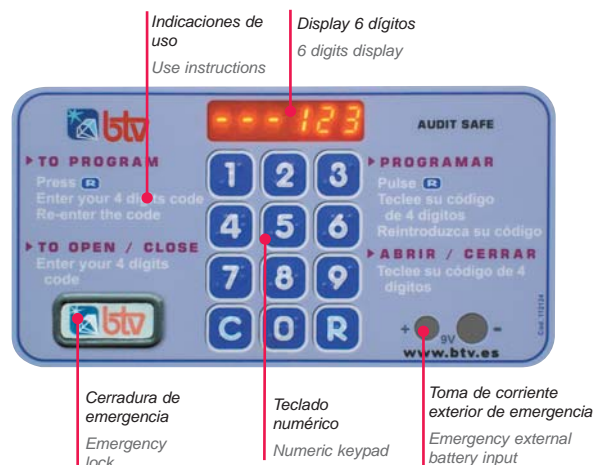 Indicaciones de
uso
Use instructions
Display 6 dígitos
6 digits display
btv
---123
AUDIT SAFE
TO PROGRAM
Press R
Enter your 4 digits code
Re-enter the code
TO OPEN / CLOSE
Enter your 4 digits
code
btv
1 2 3
4 5 6
7 8 9
C 0 R
PROGRAMAR
Pulse R
Teclee su código
de 4 digitos
Reintroduzca su código
ABRIR / CERRAR
Teclee su código de 4
digitos
+ 9V -
www.btv.es
Cod. 112124
Cerradura de
emergencia
Emergency
lock
Teclado
numérico
Numeric keypad
Toma de corriente
exterior de emergencia
Emergency external
battery input